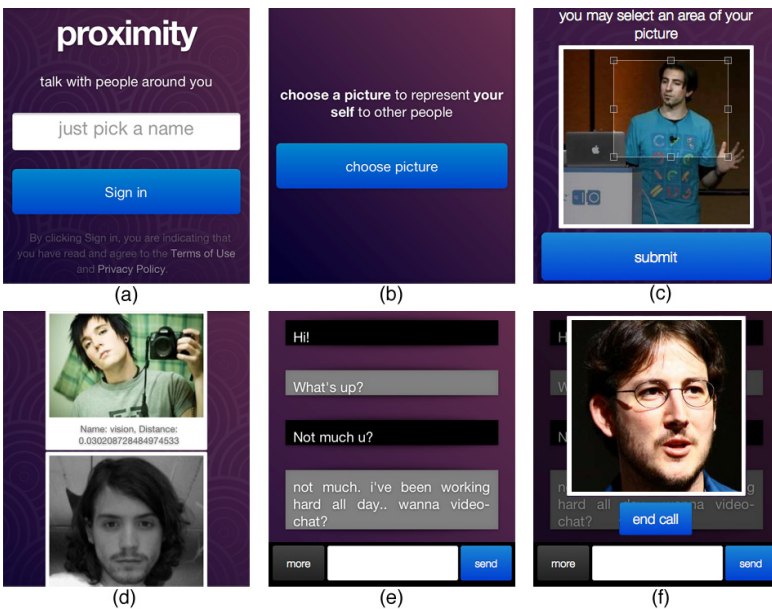 proximity
talk with people around you
just pick a name
Sign in
By clicking Sign in, you are indicating that
you have read and agree to the Terms of Use
and Privacy Policy.
(a)
choose a picture to represent your
self to other people
choose picture
(b)
you may select an area of your
picture
submit
(c)
Name: vision, Distance:
0.030208728484974533
(d)
Hi!
What's up?
Not much u?
not much. i've been working
hard all day.. wanna video-
chat?
more
send
(e)
end call
more
send
(f)